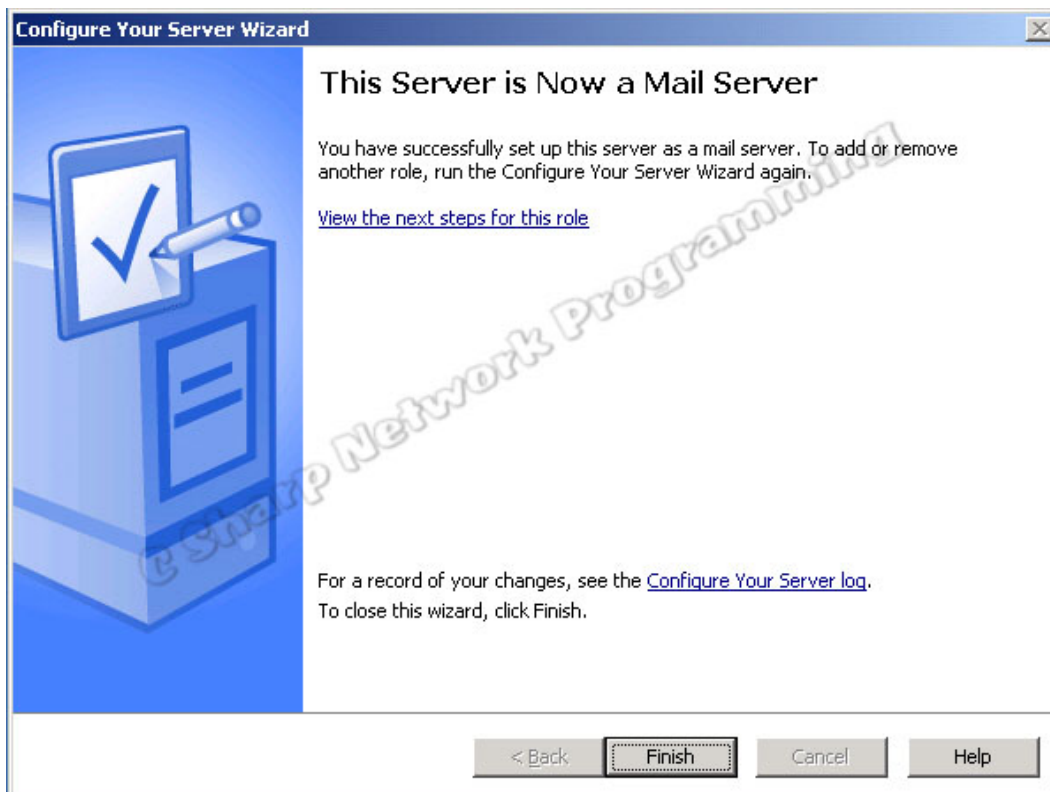 Configure Your Server Wizard
This Server is Now a Mail Server
You have successfully set up this server as a mail server. To add or remove
another role, run the Configure Your Server Wizard again.
View the next steps for this role
C Sharp Network Programming
For a record of your changes, see the Configure Your Server log.
To close this wizard, click Finish.
< Back
Finish
Cancel
Help